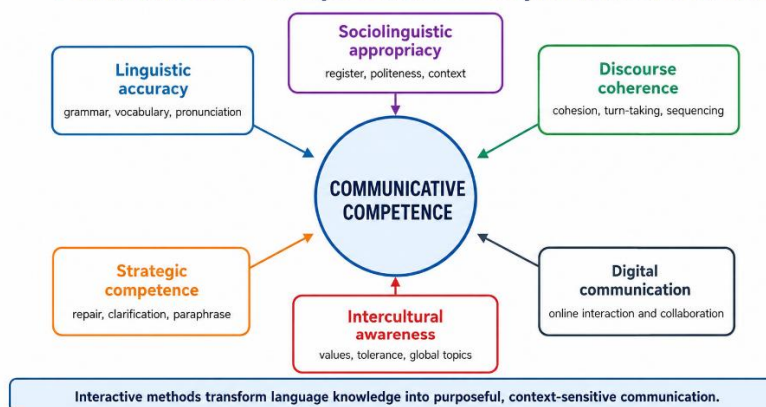 Sociolinguistic
appropriacy
register, politeness, context
Linguistic
accuracy
grammar, vocabulary, pronunciation
Discourse
coherence
cohesion, turn-taking, sequencing
COMMUNICATIVE
COMPETENCE
Strategic
competence
repair, clarification, paraphrase
Digital
communication
online interaction and collaboration
Intercultural
awareness
values, tolerance, global topics
Interactive methods transform language knowledge into purposeful, context-sensitive communication.